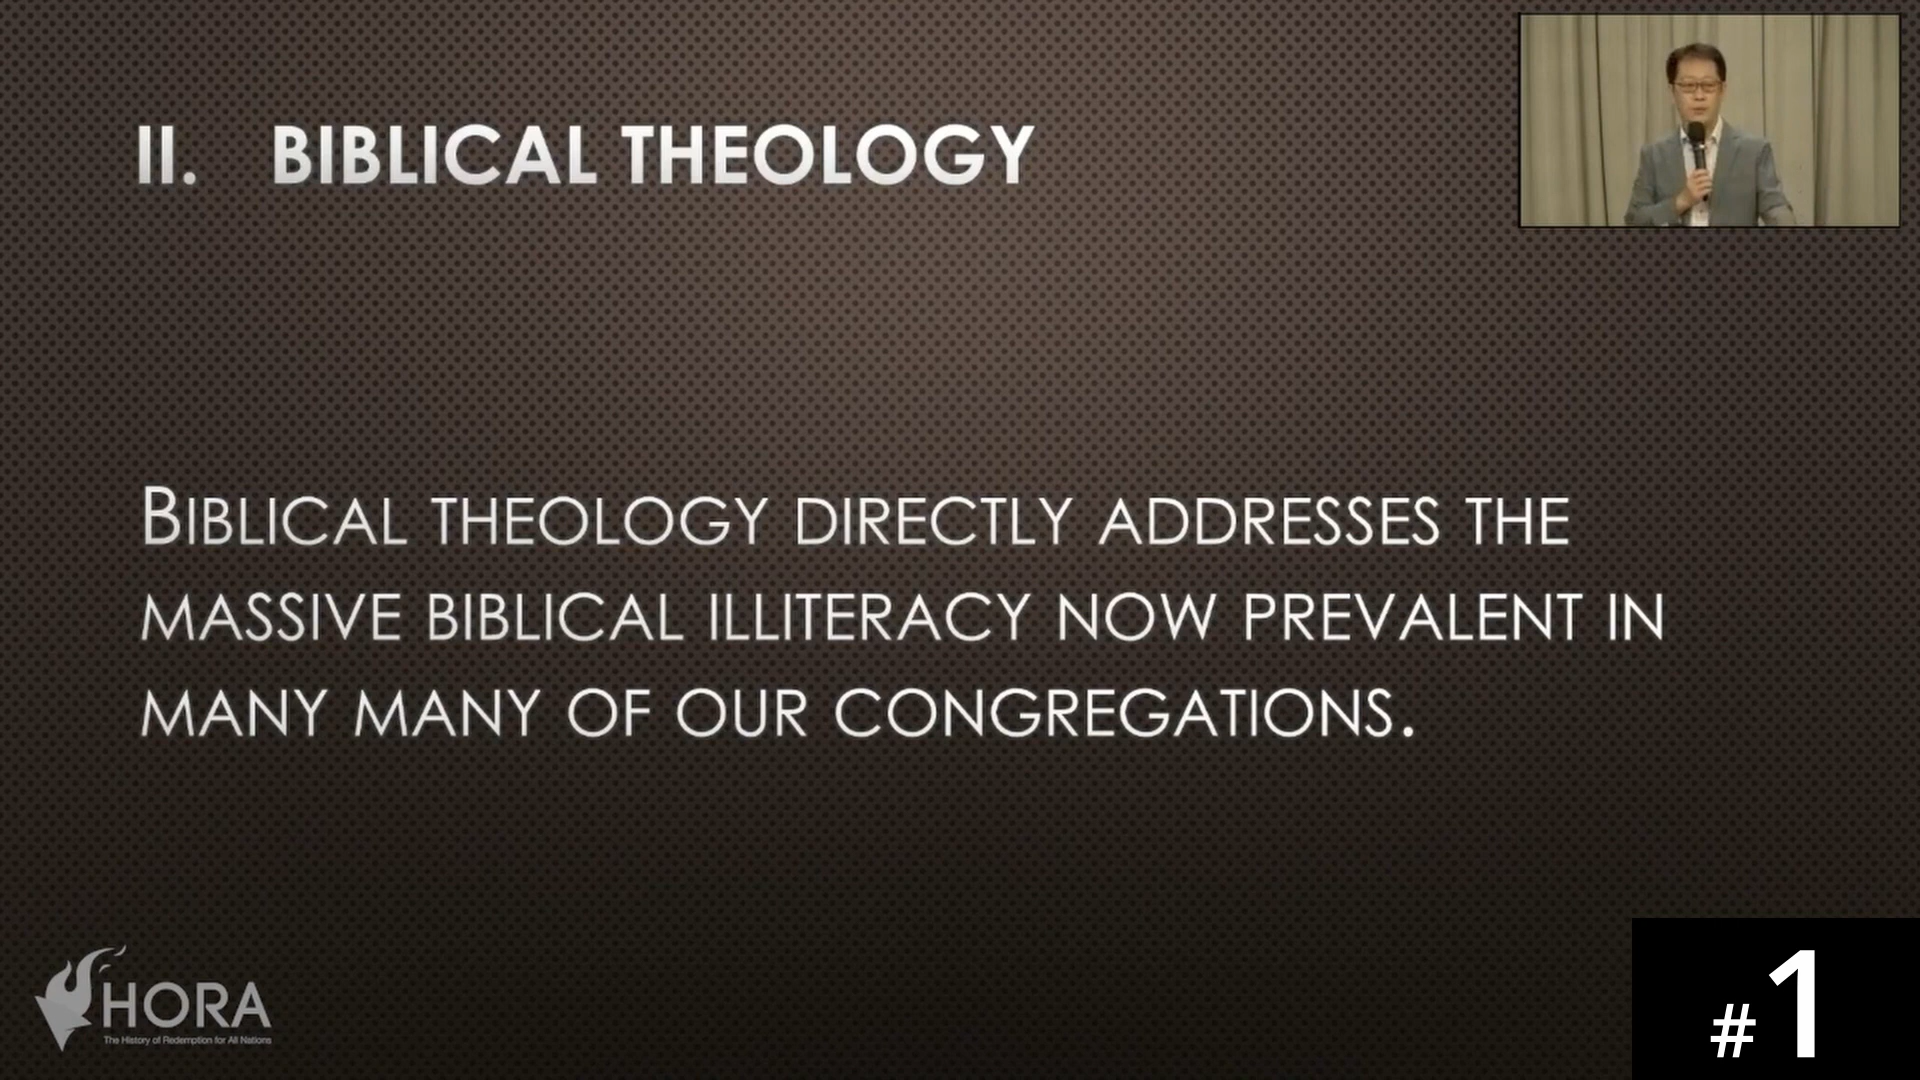 II. BIBLICAL THEOLOGY
BIBLICAL THEOLOGY DIRECTLY ADDRESSES THE
MASSIVE BIBLICAL ILLITERACY NOW PREVALENT IN
MANY MANY OF OUR CONGREGATIONS.
HORA
The History of Redemption for All Nations
#1